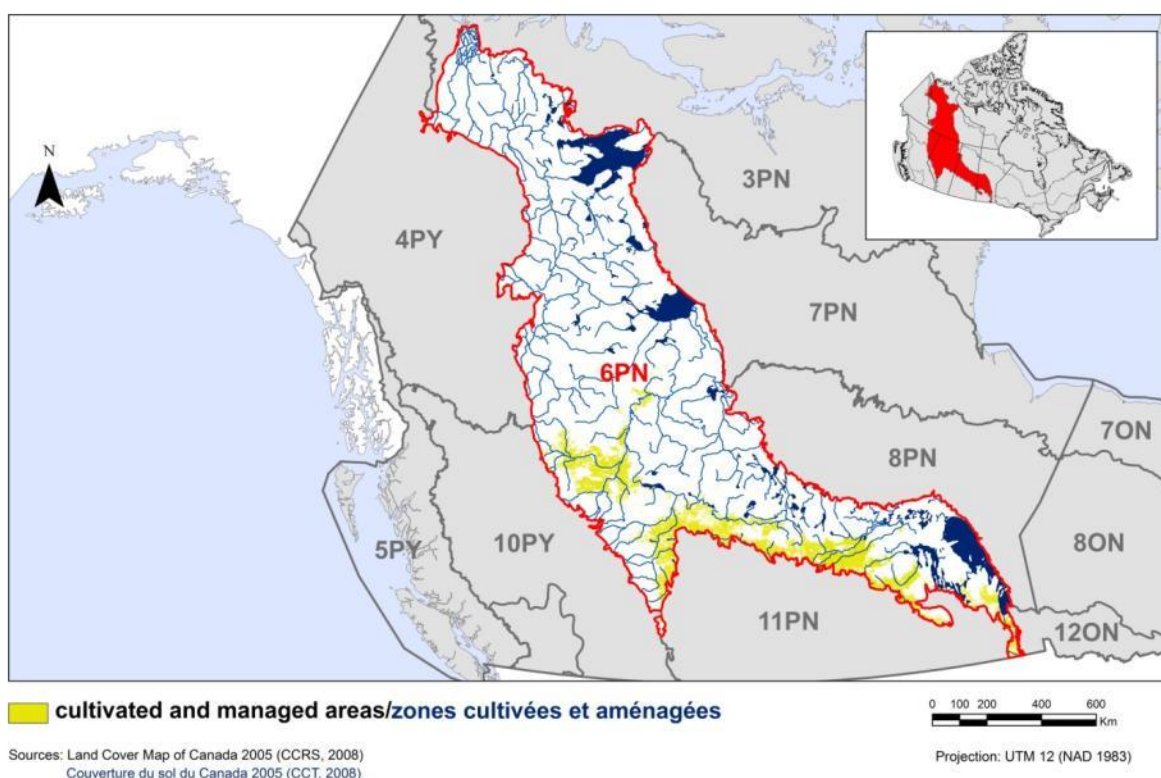 N
3PN
4PY
7PN
6PN
8PN
7ON
5PY
10PY
8ON
11PN
12ON
cultivated and managed areas/zones cultivées et aménagées
0 100 200 400 600
Km
Sources: Land Cover Map of Canada 2005 (CCRS, 2008)
Couverture du sol du Canada 2005 (CCT, 2008)
Projection: UTM 12 (NAD 1983)